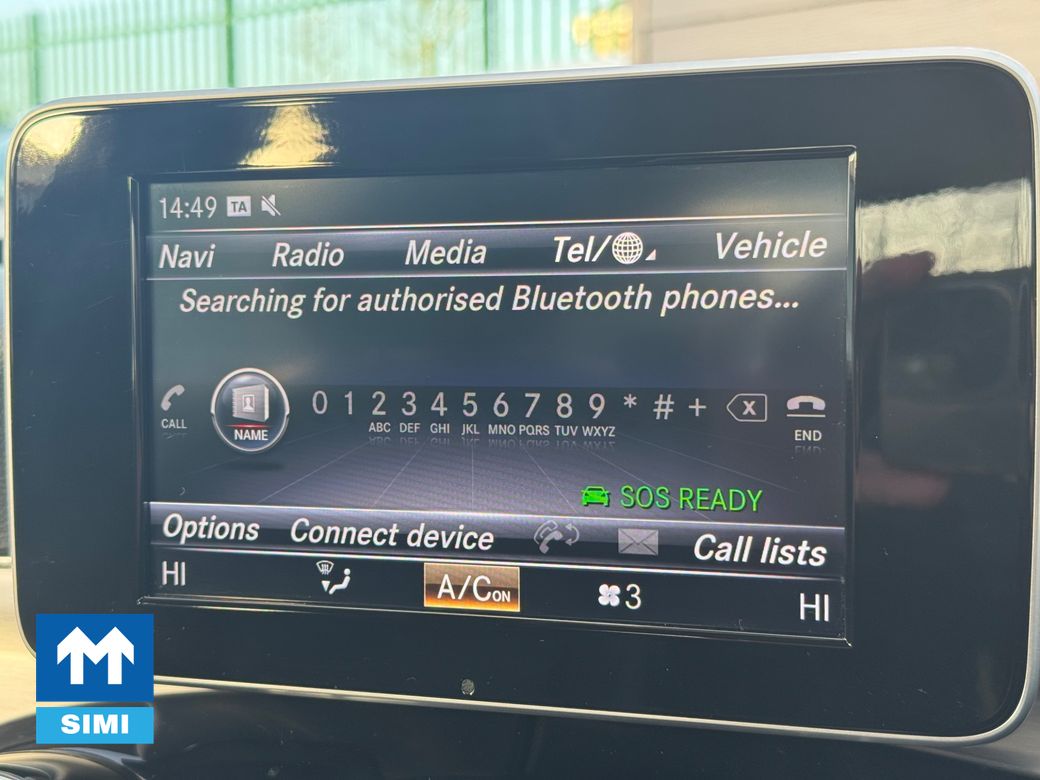 14:49 TA
Navi Radio Media Tel/ Vehicle
Searching for authorised Bluetooth phones...
0 1 2 3 4 5 6 7 8 9 * # + X
CALL NAME ABC DEF GHI JKL MNO PQRS TUV WXYZ END
SOS READY
Options Connect device Call lists
HI A/C ON 3 HI
SIMI